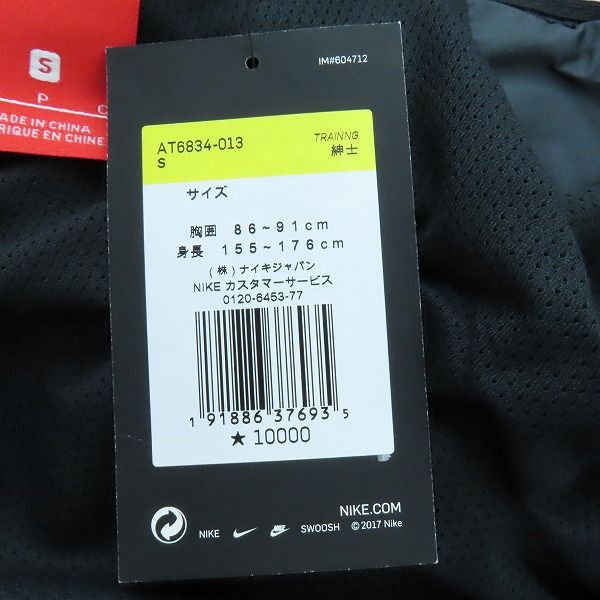 S
P
C
MADE IN CHINA
RIQUE EN CHINE
IM#604712
AT6834-013
TRAINNG
S
紳士
サイズ
胸囲 86~91cm
身長 155~176cm
(株)ナイキジャパン
NIKE カスタマーサービス
0120-6453-77
1 91886 37693 5
★ 10000
NIKE.COM
NIKE
NIKE
SWOOSH
© 2017 Nike